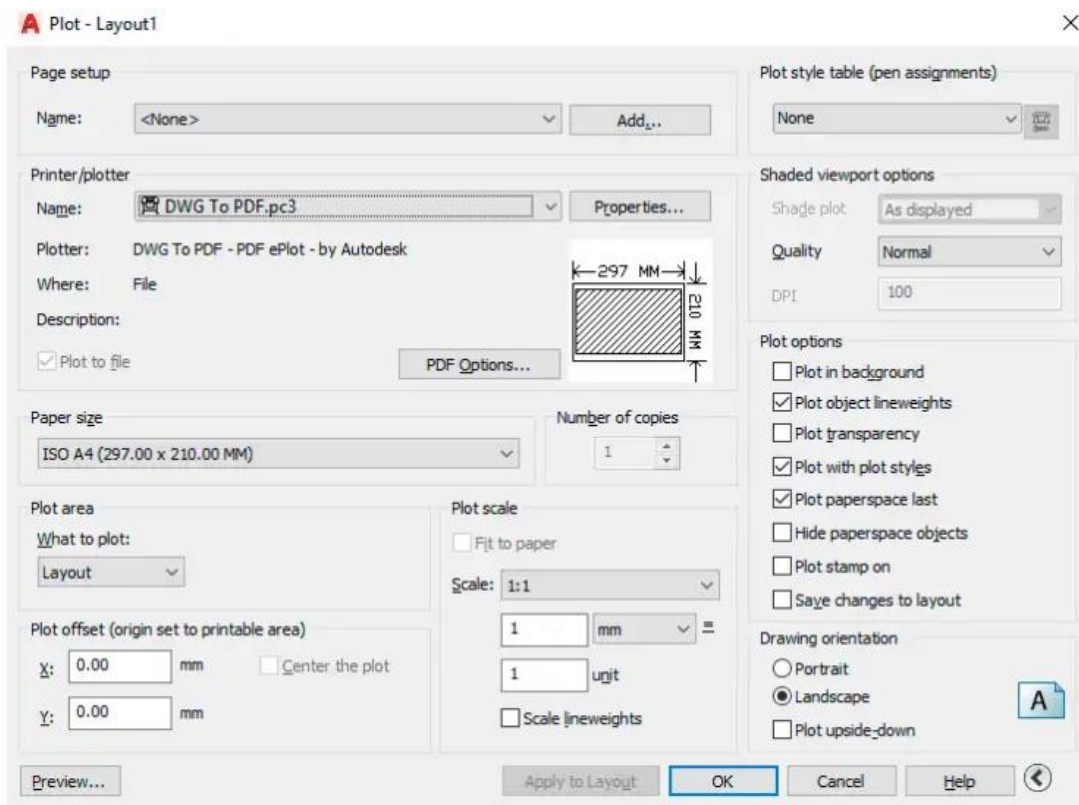 Plot - Layout1
Page setup
Name: <None> Add...
Plot style table (pen assignments)
None
Printer/plotter
Name: DWG To PDF.pc3 Properties...
Plotter: DWG To PDF - PDF ePlot - by Autodesk
Where: File
Description:
Plot to file
PDF Options...
297 MM
210 MM
Shaded viewport options
Shade plot As displayed
Quality Normal
DPI 100
Paper size
ISO A4 (297.00 x 210.00 MM)
Number of copies
1
Plot options
Plot in background
Plot object lineweights
Plot transparency
Plot with plot styles
Plot paperspace last
Hide paperspace objects
Plot stamp on
Save changes to layout
Plot area
What to plot:
Layout
Plot scale
Fit to paper
Scale: 1:1
1 mm =
1 unit
Scale lineweights
Plot offset (origin set to printable area)
X: 0.00 mm Center the plot
Y: 0.00 mm
Drawing orientation
Portrait
Landscape
Plot upside-down
A
Preview... Apply to Layout OK Cancel Help